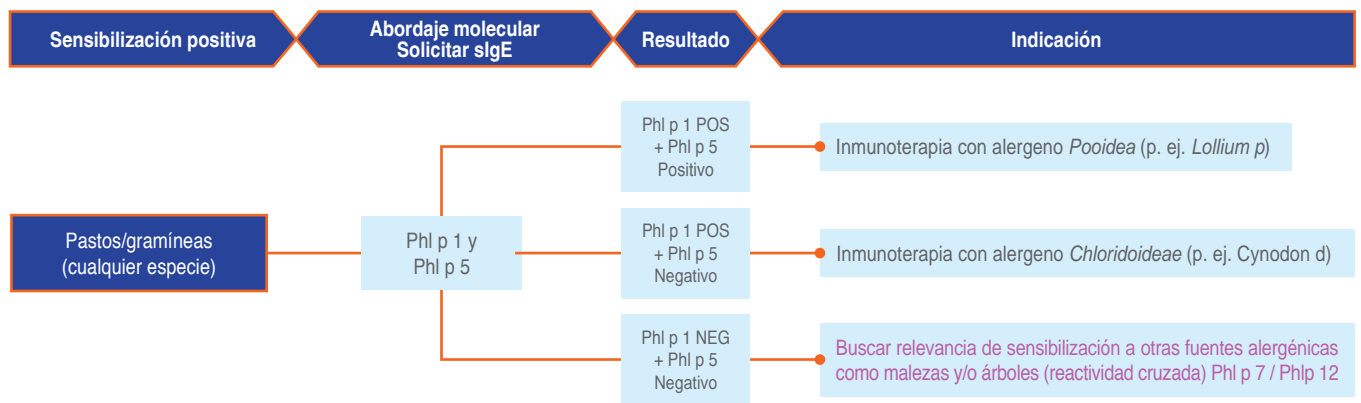 Sensibilización positiva
Abordaje molecular
Solicitar sIgE
Resultado
Indicación
Pastos/gramíneas
(cualquier especie)
Phl p 1 y
Phl p 5
Phl p 1 POS
+ Phl p 5
Positivo
Inmunoterapia con alergeno Pooidea (p. ej. Lollium p)
Phl p 1 POS
+ Phl p 5
Negativo
Inmunoterapia con alergeno Chloridoideae (p. ej. Cynodon d)
Phl p 1 NEG
+ Phl p 5
Negativo
Buscar relevancia de sensibilización a otras fuentes alergénicas
como malezas y/o árboles (reactividad cruzada) Phl p 7 / Phlp 12